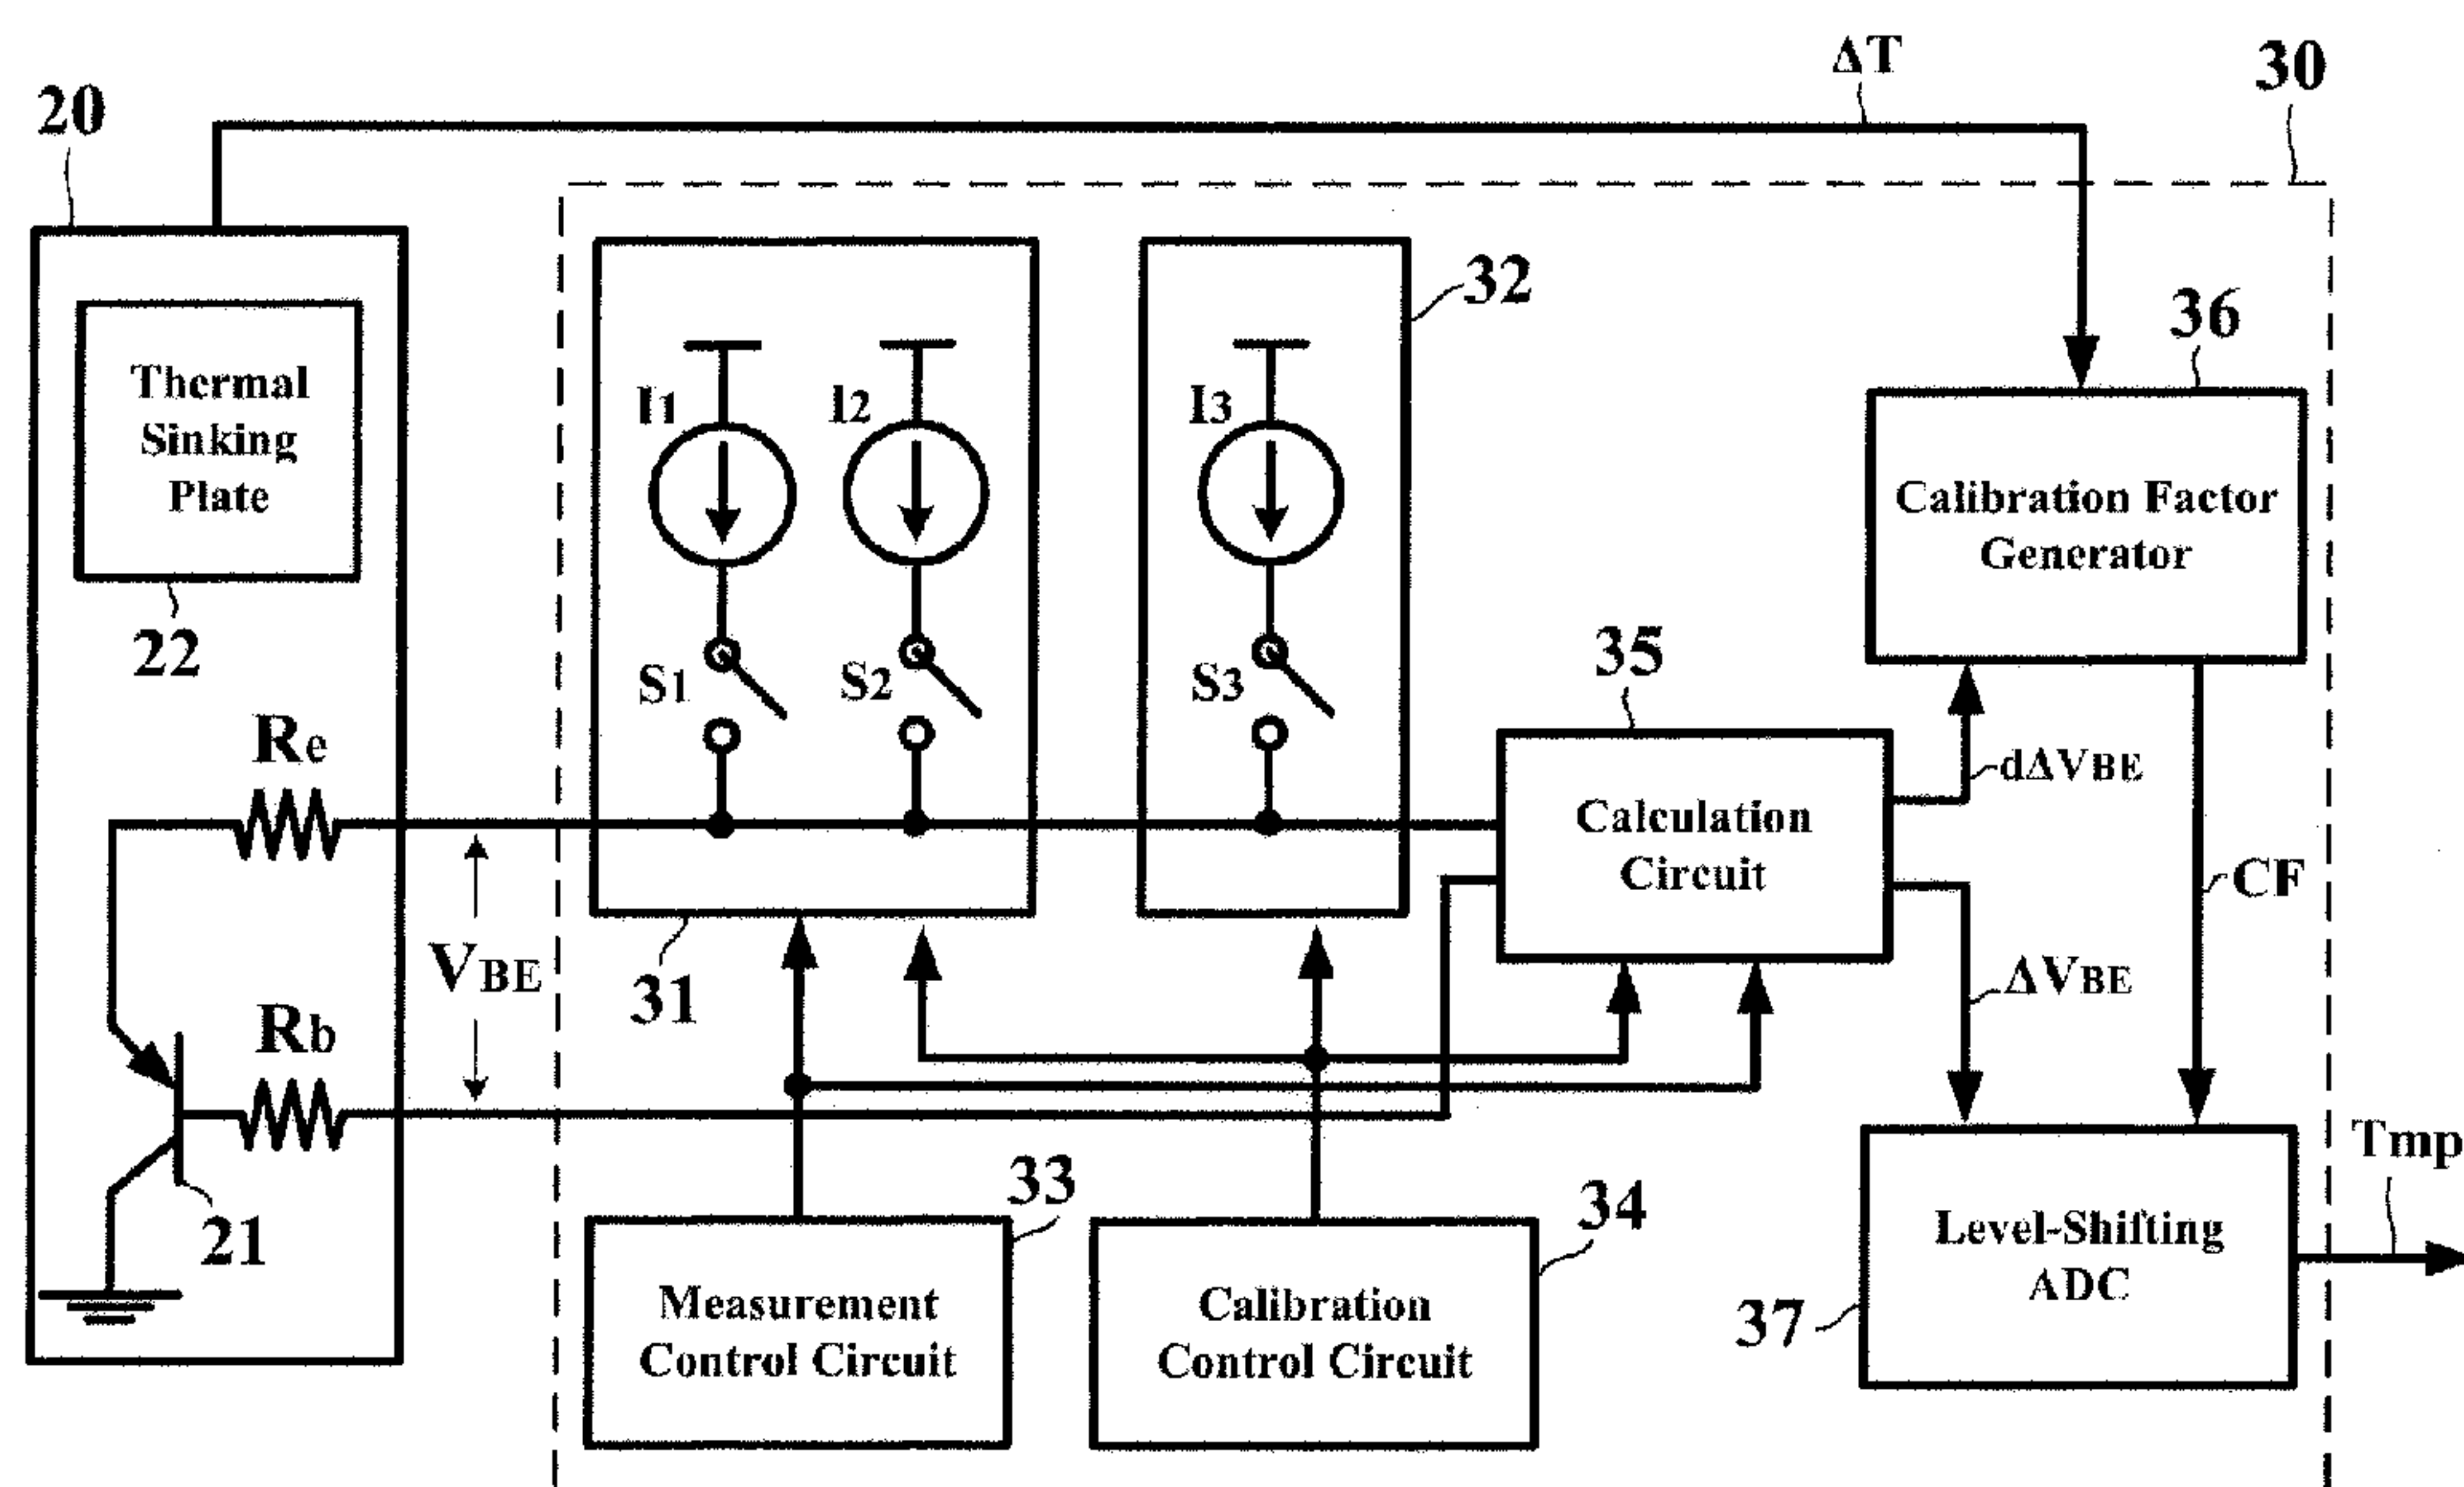 ΔT
30
20
32
36
Thermal
Sinking
Plate
I1
I2
I3
Calibration Factor
Generator
22
S1
S2
S3
35
Re
dΔVBE
Calculation
Circuit
CF
VBE
31
ΔVBE
Rb
Tmp
33
34
21
Level-Shifting
ADC
Measurement
Control Circuit
Calibration
Control Circuit
37